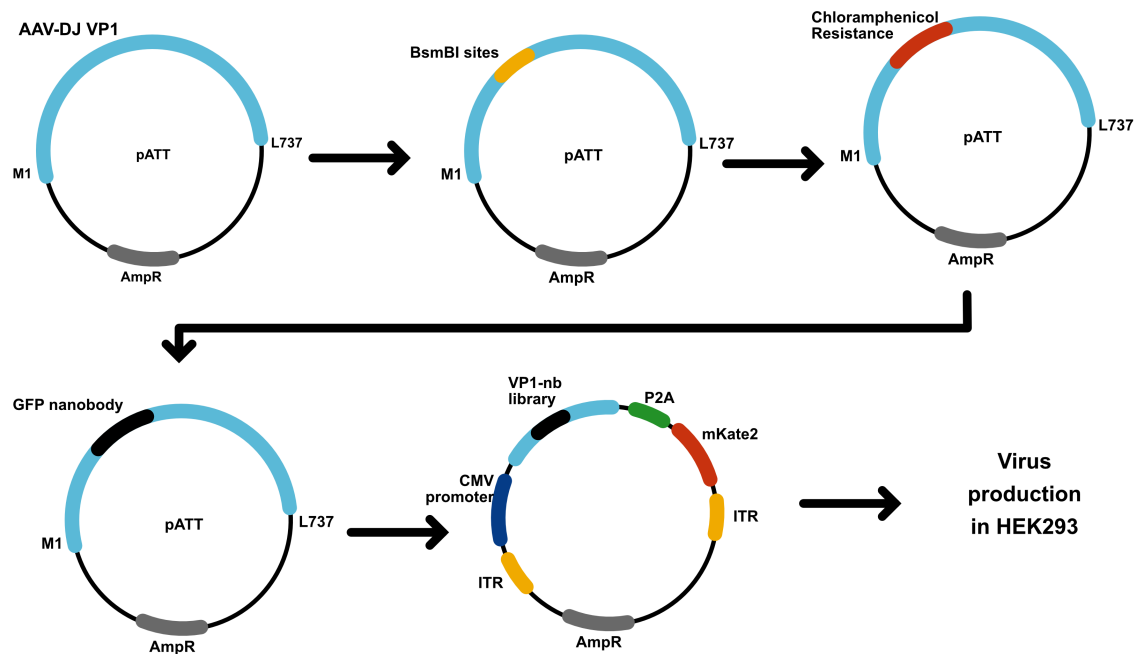 AAV-DJ VP1
pATT
M1
L737
AmpR
BsmBI sites
pATT
M1
L737
AmpR
Chloramphenicol
Resistance
pATT
M1
L737
AmpR
GFP nanobody
pATT
M1
L737
AmpR
VP1-nb
library
P2A
mKate2
CMV
promoter
ITR
ITR
AmpR
Virus
production
in HEK293